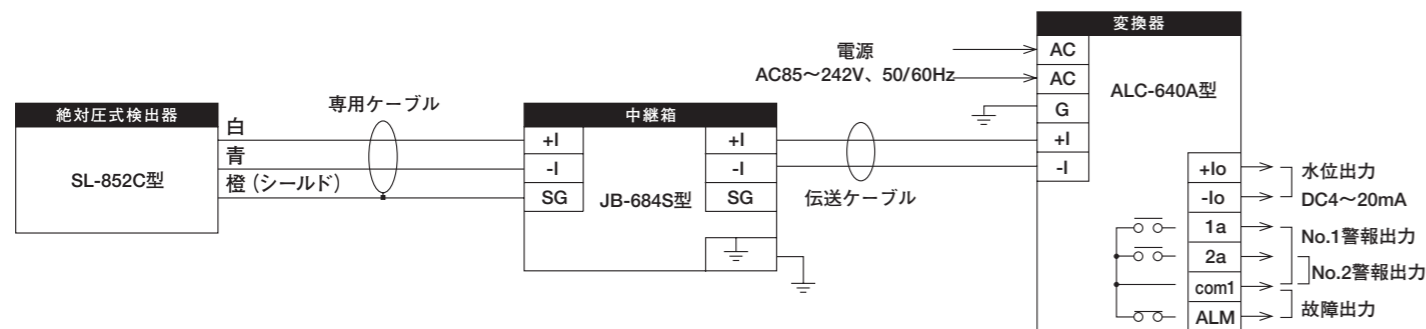 変換器
電源
AC85～242V、50/60Hz
AC
AC
G
+I
-I
ALC-640A型
絶対圧式検出器
SL-852C型
白
青
橙（シールド）
専用ケーブル
中継箱
+I
-I
SG
JB-684S型
+I
-I
SG
伝送ケーブル
+Io
-Io
1a
2a
com1
ALM
水位出力
DC4～20mA
No.1警報出力
No.2警報出力
故障出力